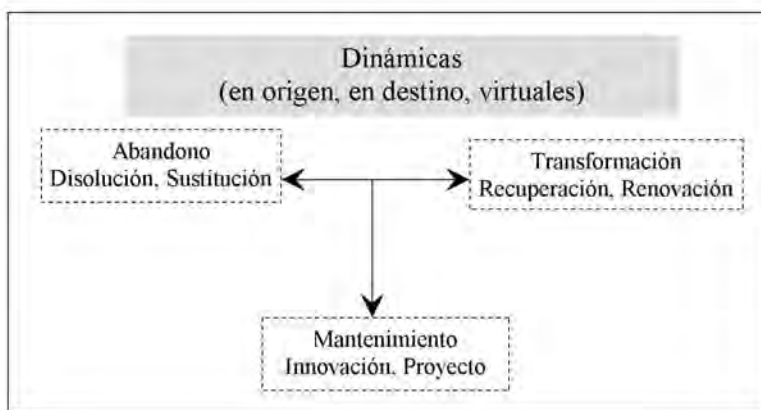 Dinámicas
(en origen, en destino, virtuales)
Abandono
Disolución, Sustitución
Transformación
Recuperación, Renovación
Mantenimiento
Innovación, Proyecto